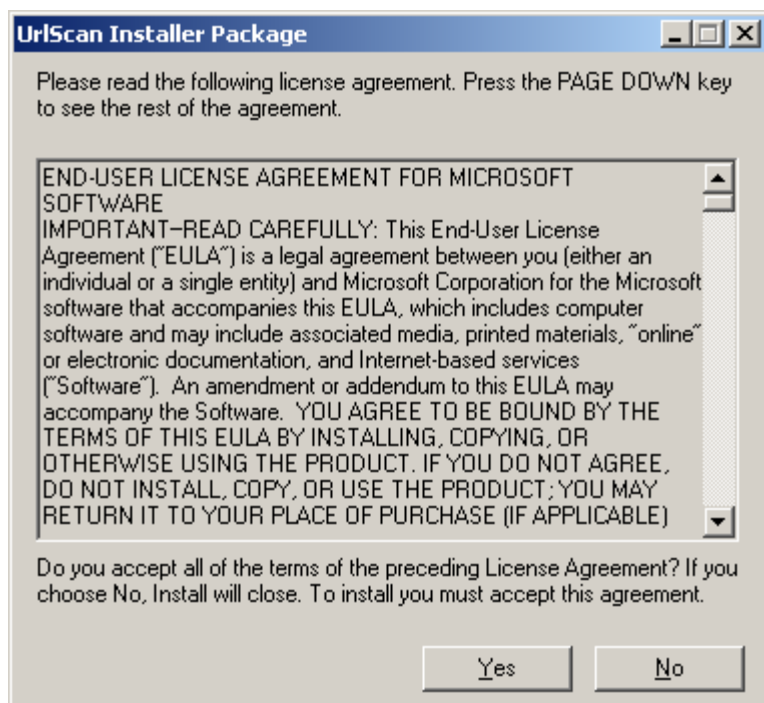 UrlScan Installer Package
Please read the following license agreement. Press the PAGE DOWN key
to see the rest of the agreement.
END-USER LICENSE AGREEMENT FOR MICROSOFT
SOFTWARE
IMPORTANT–READ CAREFULLY: This End-User License
Agreement ("EULA") is a legal agreement between you (either an
individual or a single entity) and Microsoft Corporation for the Microsoft
software that accompanies this EULA, which includes computer
software and may include associated media, printed materials, "online"
or electronic documentation, and Internet-based services
("Software").  An amendment or addendum to this EULA may
accompany the Software.  YOU AGREE TO BE BOUND BY THE
TERMS OF THIS EULA BY INSTALLING, COPYING, OR
OTHERWISE USING THE PRODUCT. IF YOU DO NOT AGREE,
DO NOT INSTALL, COPY, OR USE THE PRODUCT; YOU MAY
RETURN IT TO YOUR PLACE OF PURCHASE (IF APPLICABLE)
Do you accept all of the terms of the preceding License Agreement? If you
choose No, Install will close. To install you must accept this agreement.
Yes
No